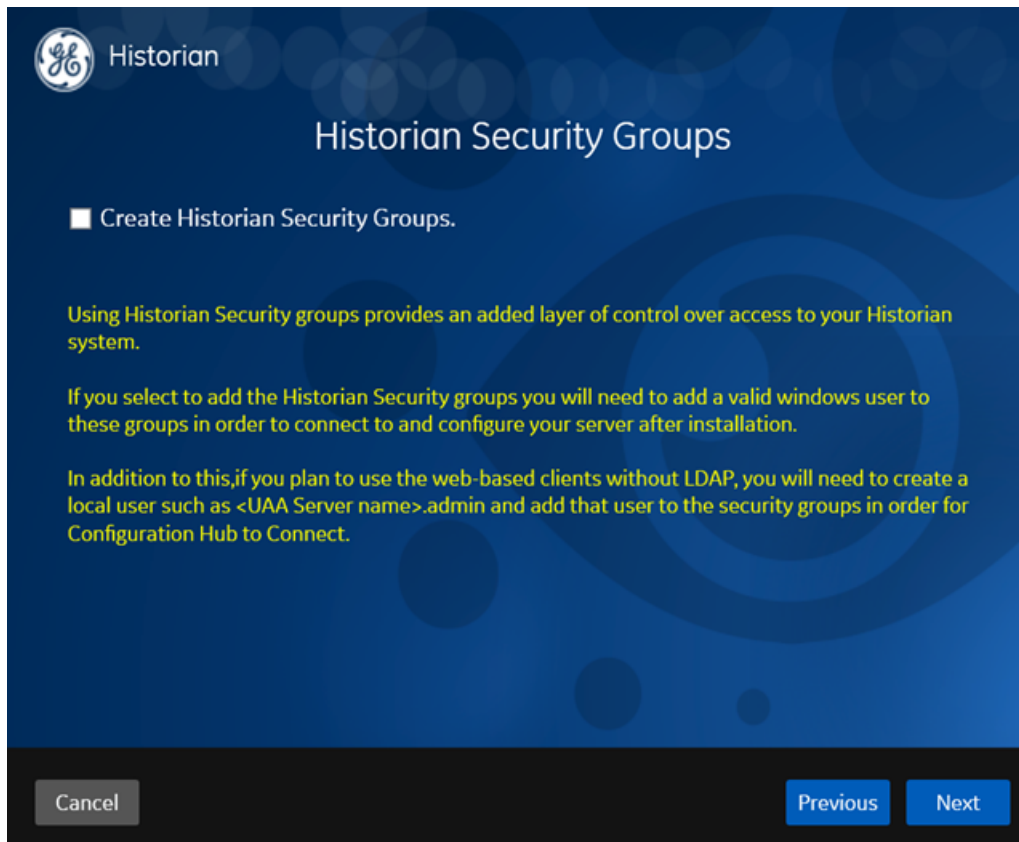 Historian
Historian Security Groups
Create Historian Security Groups.
Using Historian Security groups provides an added layer of control over access to your Historian
system.
If you select to add the Historian Security groups you will need to add a valid windows user to
these groups in order to connect to and configure your server after installation.
In addition to this,if you plan to use the web-based clients without LDAP, you will need to create a
local user such as <UAA Server name>.admin and add that user to the security groups in order for
Configuration Hub to Connect.
Cancel
Previous
Next